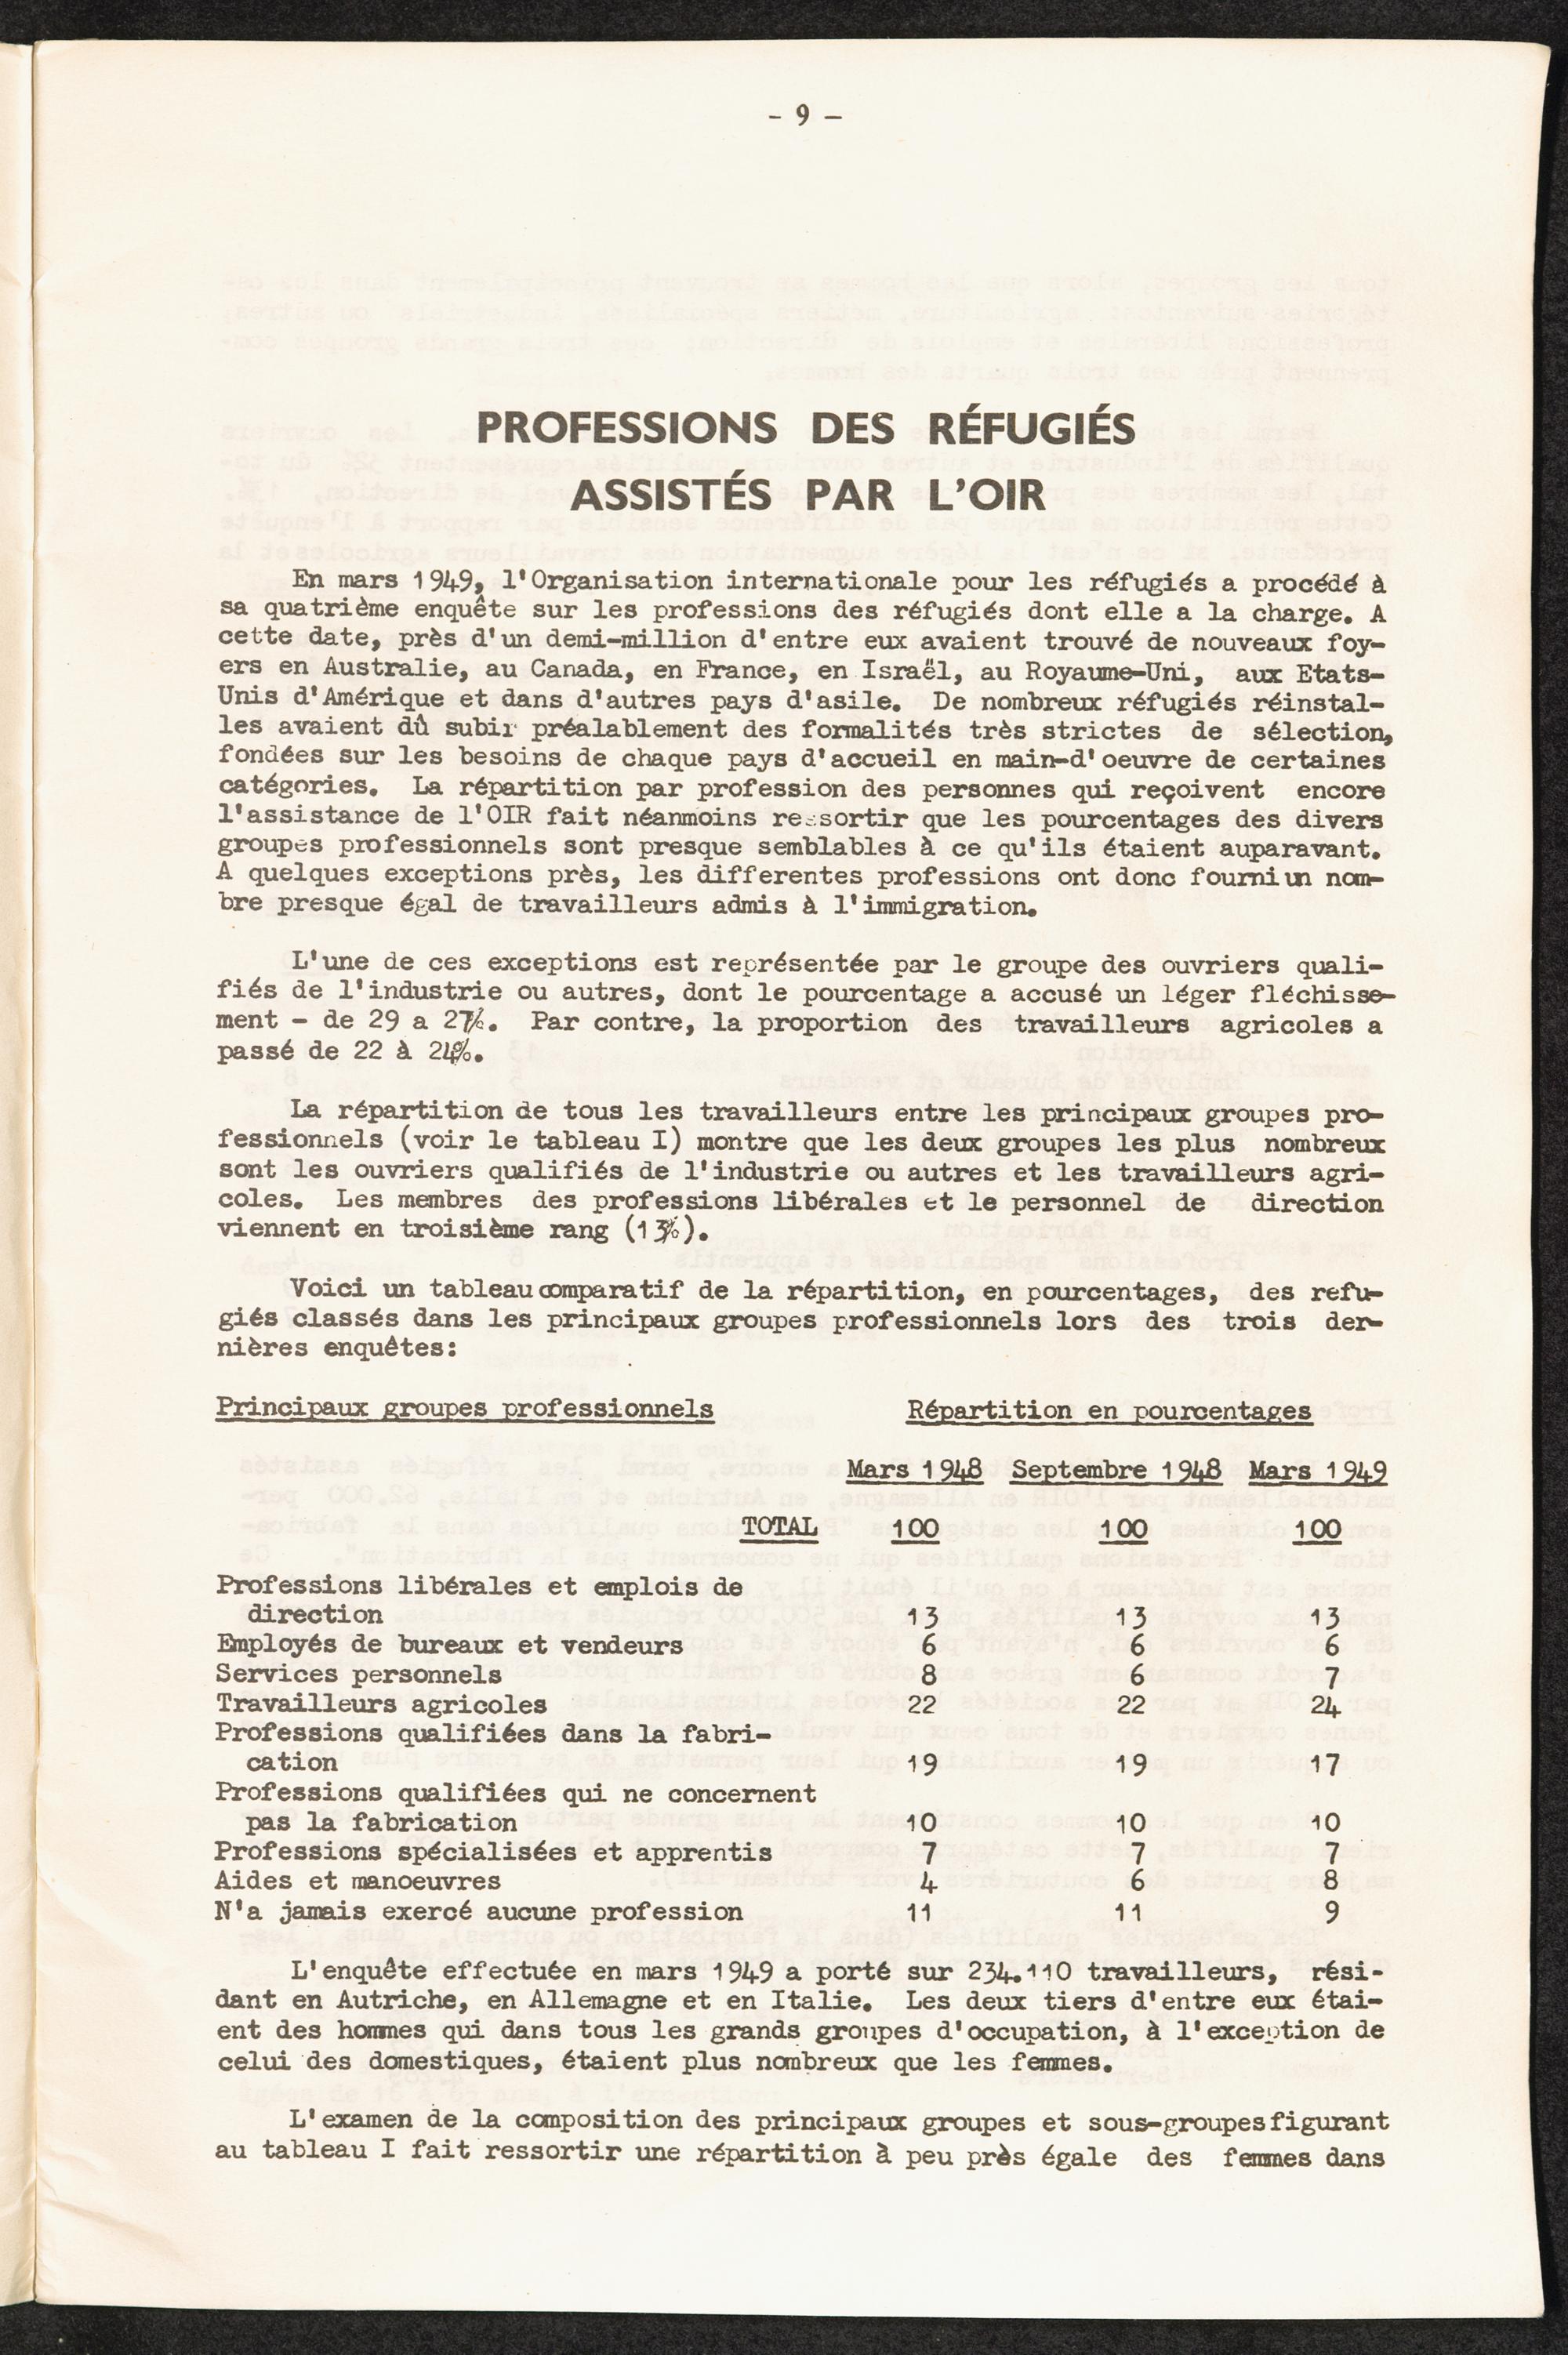 - 9 -
PROFESSIONS DES RÉFUGIÉS
ASSISTÉS PAR L'OIR
En mars 1949, l'Organisation internationale pour les réfugiés a procédé à
sa quatrième enquête sur les professions des réfugiés dont elle a la charge. A
cette date, près d'un demi-million d'entre eux avaient trouvé de nouveaux foy-
ers en Australie, au Canada, en France, en Israël, au Royaume-Uni, aux Etats-
Unis d'Amérique et dans d'autres pays d'asile. De nombreux réfugiés réinstal-
les avaient dû subir préalablement des formalités très strictes de sélection,
fondées sur les besoins de chaque pays d'accueil en main-d'oeuvre de certaines
catégories. La répartition par profession des personnes qui reçoivent encore
l'assistance de l'OIR fait néanmoins ressortir que les pourcentages des divers
groupes professionnels sont presque semblables à ce qu'ils étaient auparavant.
A quelques exceptions près, les differentes professions ont donc fourni un nom-
bre presque égal de travailleurs admis à l'immigration.
L'une de ces exceptions est représentée par le groupe des ouvriers quali-
fiés de l'industrie ou autres, dont le pourcentage a accusé un léger fléchisse-
ment - de 29 a 27%. Par contre, la proportion des travailleurs agricoles a
passé de 22 à 24%.
La répartition de tous les travailleurs entre les principaux groupes pro-
fessionnels (voir le tableau I) montre que les deux groupes les plus nombreux
sont les ouvriers qualifiés de l'industrie ou autres et les travailleurs agri-
coles. Les membres des professions libérales et le personnel de direction
viennent en troisième rang (13%).
Voici un tableau comparatif de la répartition, en pourcentages, des refu-
giés classés dans les principaux groupes professionnels lors des trois der-
nières enquêtes:
Principaux groupes professionnels Répartition en pourcentages
Mars 1948 Septembre 1948 Mars 1949
TOTAL 100 100 100
Professions libérales et emplois de
direction 13 13 13
Employés de bureaux et vendeurs 6 6 6
Services personnels 8 6 7
Travailleurs agricoles 22 22 24
Professions qualifiées dans la fabri-
cation 19 19 17
Professions qualifiées qui ne concernent
pas la fabrication 10 10 10
Professions spécialisées et apprentis 7 7 7
Aides et manoeuvres 4 6 8
N'a jamais exercé aucune profession 11 11 9
L'enquête effectuée en mars 1949 a porté sur 234.110 travailleurs, rési-
dant en Autriche, en Allemagne et en Italie. Les deux tiers d'entre eux étai-
ent des hommes qui dans tous les grands groupes d'occupation, à l'exception de
celui des domestiques, étaient plus nombreux que les femmes.
L'examen de la composition des principaux groupes et sous-groupes figurant
au tableau I fait ressortir une répartition à peu près égale des femmes dans